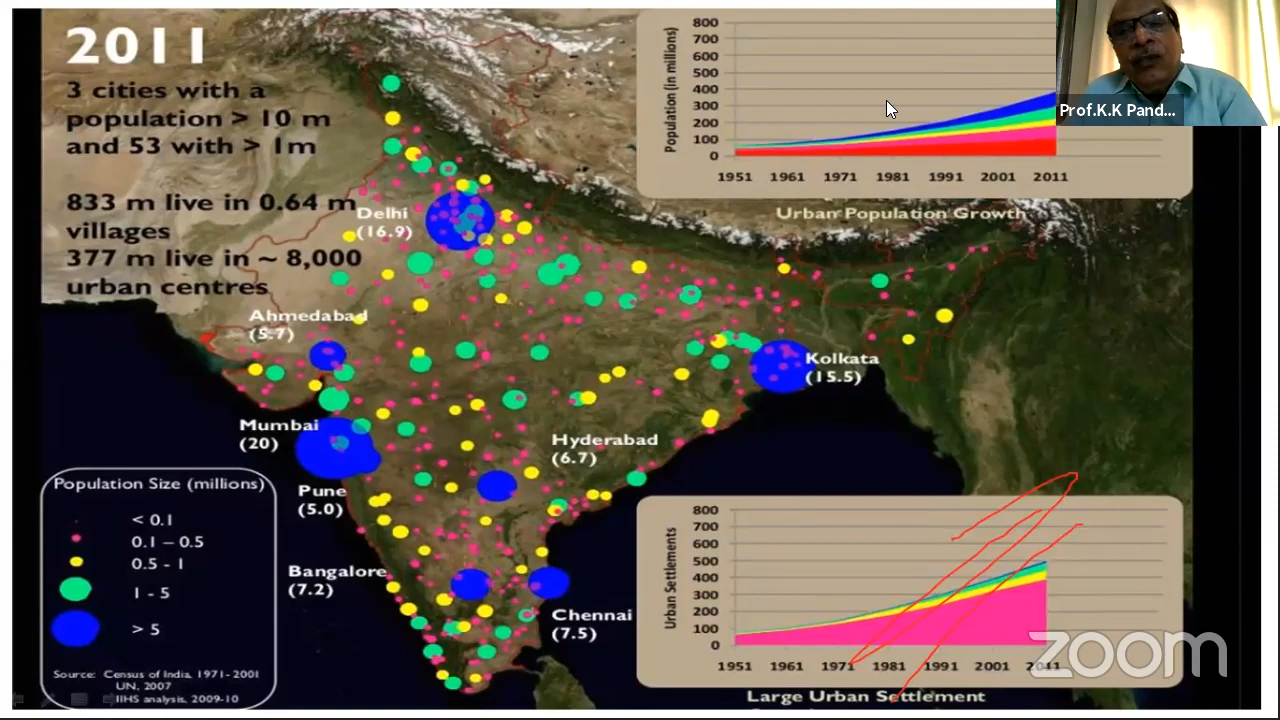 2011
3 cities with a
population > 10 m
and 53 with > 1m
833 m live in 0.64 m
villages
377 m live in ~ 8,000
urban centres
Delhi
(16.9)
Ahmedabad
(5.7)
Mumbai
(20)
Pune
(5.0)
Bangalore
(7.2)
Hyderabad
(6.7)
Kolkata
(15.5)
Chennai
(7.5)
Population Size (millions)
< 0.1
0.1 – 0.5
0.5 - 1
1 - 5
> 5
Source: Census of India, 1971- 2001
UN, 2007
IIHS analysis, 2009-10
Population (in millions)
800
700
600
500
400
300
200
100
0
1951 1961 1971 1981 1991 2001 2011
Urban Population Growth
Prof.K.K Pand...
Urban Settlements
800
700
600
500
400
300
200
100
0
1951 1961 1971 1981 1991 2001 2011
Large Urban Settlement
zoom